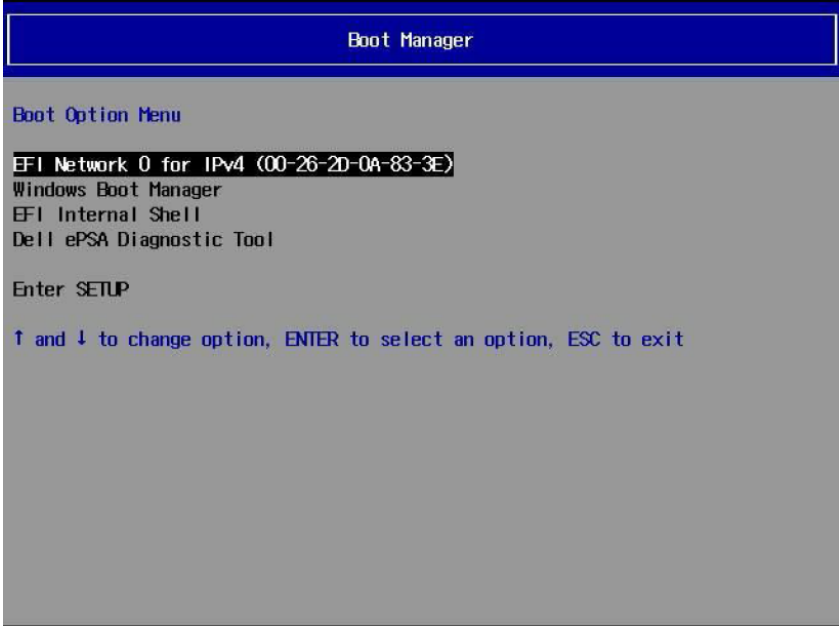 Boot Manager
Boot Option Menu
EFI Network 0 for IPv4 (00-26-2D-0A-83-3E)
Windows Boot Manager
EFI Internal Shell
Dell ePSA Diagnostic Tool
Enter SETUP
↑ and ↓ to change option, ENTER to select an option, ESC to exit